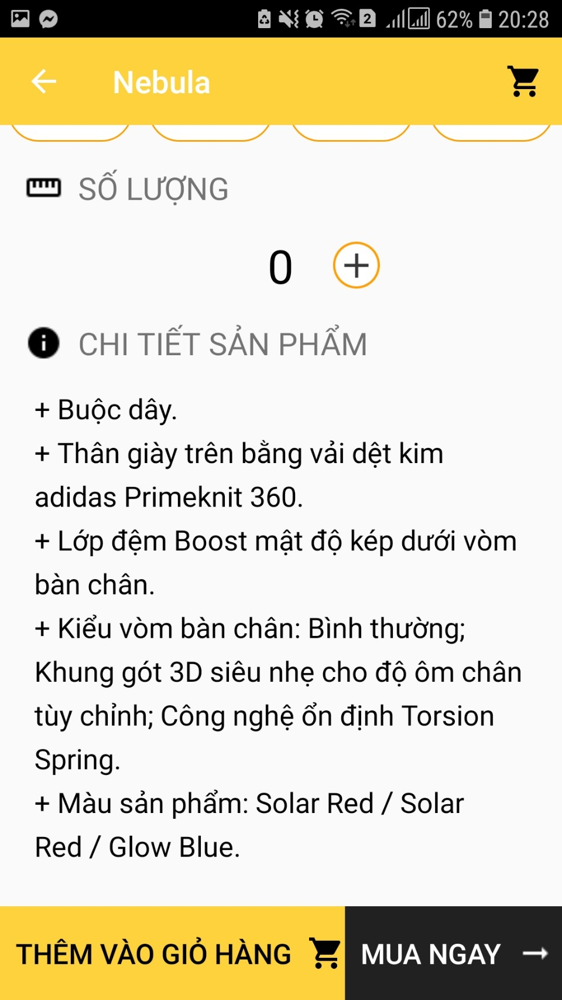 2 62% 20:28
Nebula
SỐ LƯỢNG
0
CHI TIẾT SẢN PHẨM
+ Buộc dây.
+ Thân giày trên bằng vải dệt kim
adidas Primeknit 360.
+ Lớp đệm Boost mật độ kép dưới vòm
bàn chân.
+ Kiểu vòm bàn chân: Bình thường;
Khung gót 3D siêu nhẹ cho độ ôm chân
tùy chỉnh; Công nghệ ổn định Torsion
Spring.
+ Màu sản phẩm: Solar Red / Solar
Red / Glow Blue.
THÊM VÀO GIỎ HÀNG MUA NGAY